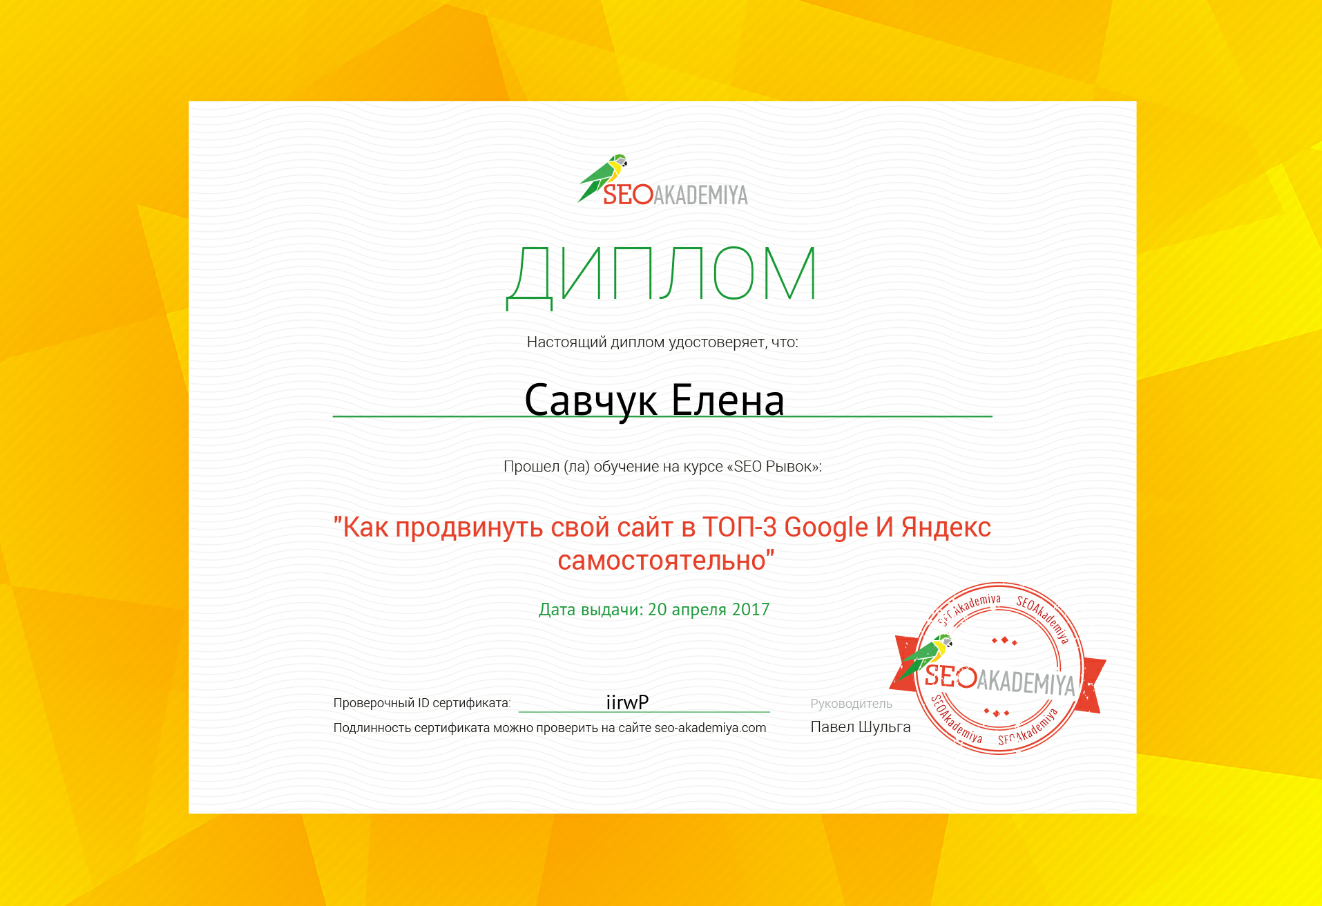 SEOAKADEMIYA
ДИПЛОМ
Настоящий диплом удостоверяет, что:
Савчук Елена
Прошел (ла) обучение на курсе «SEO Рывок»:
"Как продвинуть свой сайт в ТОП-3 Google И Яндекс
самостоятельно"
Дата выдачи: 20 апреля 2017
Проверочный ID сертификата: iirwP
Подлинность сертификата можно проверить на сайте seo-akademiya.com
Руководитель
Павел Шульга
SEOAkademiya SEOAkademiya
SEOAKADEMIYA
SEOAkademiya SEOAkademiya